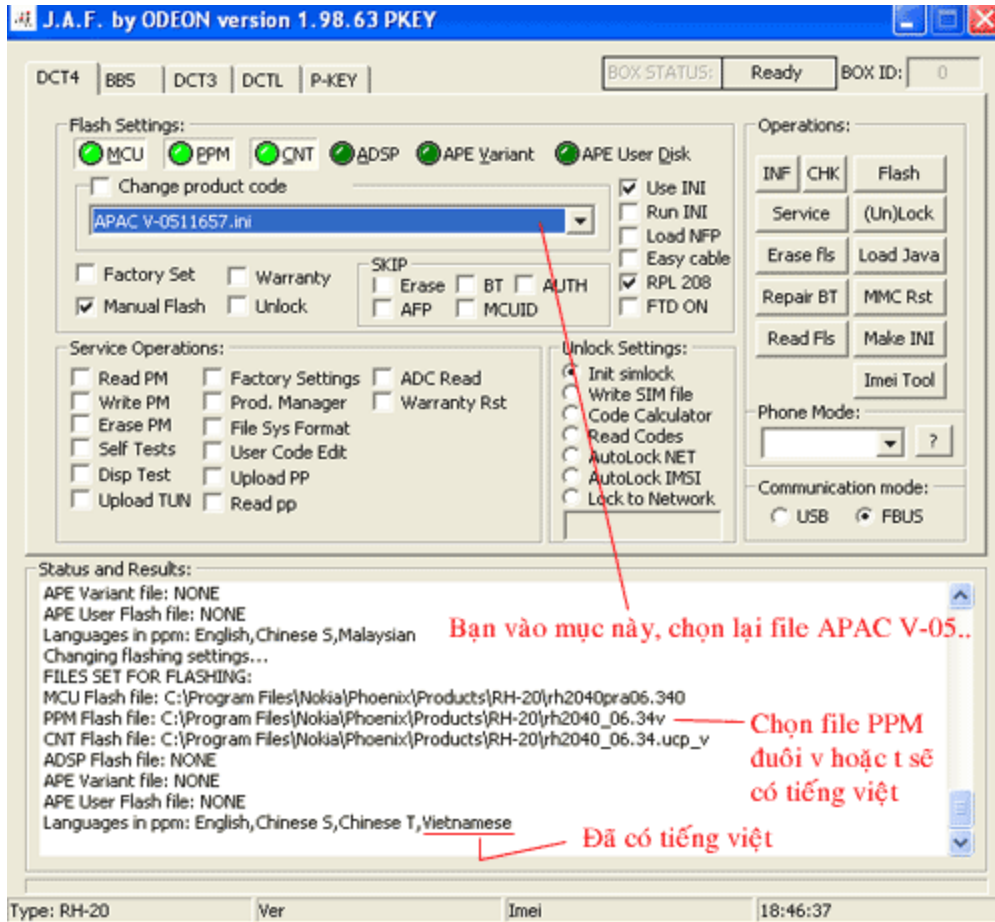 J.A.F. by ODEON version 1.98.63 PKEY
DCT4 BB5 DCT3 DCTL P-KEY
BOX STATUS: Ready BOX ID: 0
Flash Settings:
MCU PPM CNT ADSP APE Variant APE User Disk
Change product code
APAC V-0511657.ini
Use INI
Run INI
Load NFP
Easy cable
RPL 208
FTD ON
Factory Set Warranty
Manual Flash Unlock
SKIP
Erase BT AUTH
AFP MCUID
Operations:
INF CHK Flash
Service (Un)Lock
Erase fls Load Java
Repair BT MMC Rst
Read Fls Make INI
Imei Tool
Service Operations:
Read PM Factory Settings ADC Read
Write PM Prod. Manager Warranty Rst
Erase PM File Sys Format
Self Tests User Code Edit
Disp Test Upload PP
Upload TUN Read pp
Unlock Settings:
Init simlock
Write SIM file
Code Calculator
Read Codes
AutoLock NET
AutoLock IMSI
Lock to Network
Phone Mode:
?
Communication mode:
USB FBUS
Status and Results:
APE Variant file: NONE
APE User Flash file: NONE
Languages in ppm: English,Chinese S,Malaysian
Bạn vào mục này, chọn lại file APAC V-05..
Changing flashing settings...
FILES SET FOR FLASHING:
MCU Flash file: C:\Program Files\Nokia\Phoenix\Products\RH-20\rh2040pra06.340
PPM Flash file: C:\Program Files\Nokia\Phoenix\Products\RH-20\rh2040_06.34v
CNT Flash file: C:\Program Files\Nokia\Phoenix\Products\RH-20\rh2040_06.34.ucp_v
ADSP Flash file: NONE
APE Variant file: NONE
APE User Flash file: NONE
Languages in ppm: English,Chinese S,Chinese T,Vietnamese
Chọn file PPM
đuôi v hoặc t sẽ
có tiếng việt
Đã có tiếng việt
Type: RH-20 Ver Imei 18:46:37